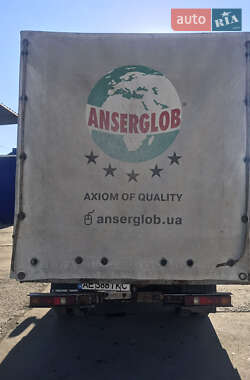 AUTO RIA
ANSERGLOB
AXIOM OF QUALITY
anserglob.ua